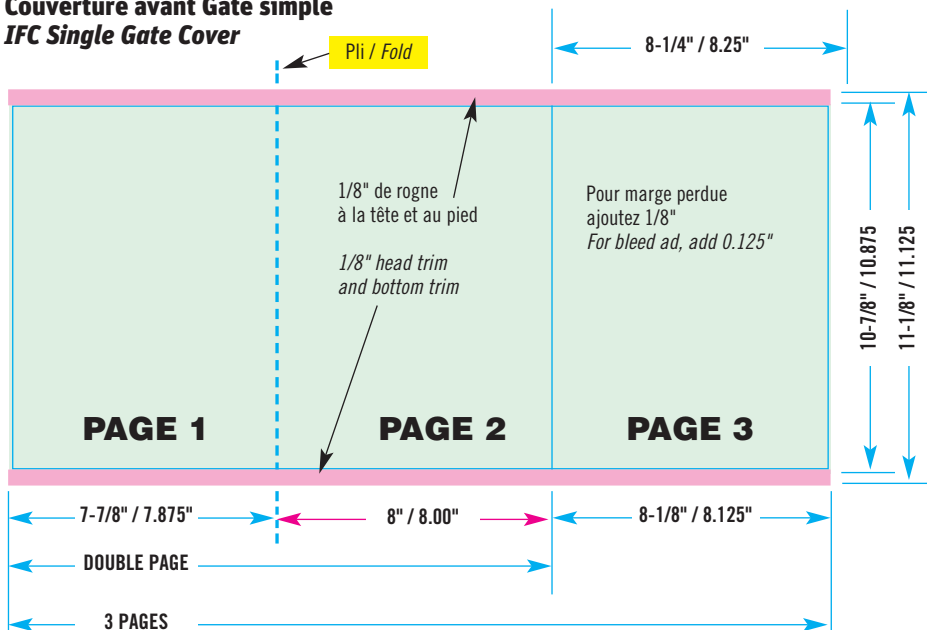 Couverture avant Gate simple
IFC Single Gate Cover
Pli / Fold
8-1/4" / 8.25"
1/8" de rogne
à la tête et au pied
1/8" head trim
and bottom trim
Pour marge perdue
ajoutez 1/8"
For bleed ad, add 0.125"
10-7/8" / 10.875
11-1/8" / 11.125
PAGE 1
PAGE 2
PAGE 3
7-7/8" / 7.875"
8" / 8.00"
8-1/8" / 8.125"
DOUBLE PAGE
3 PAGES